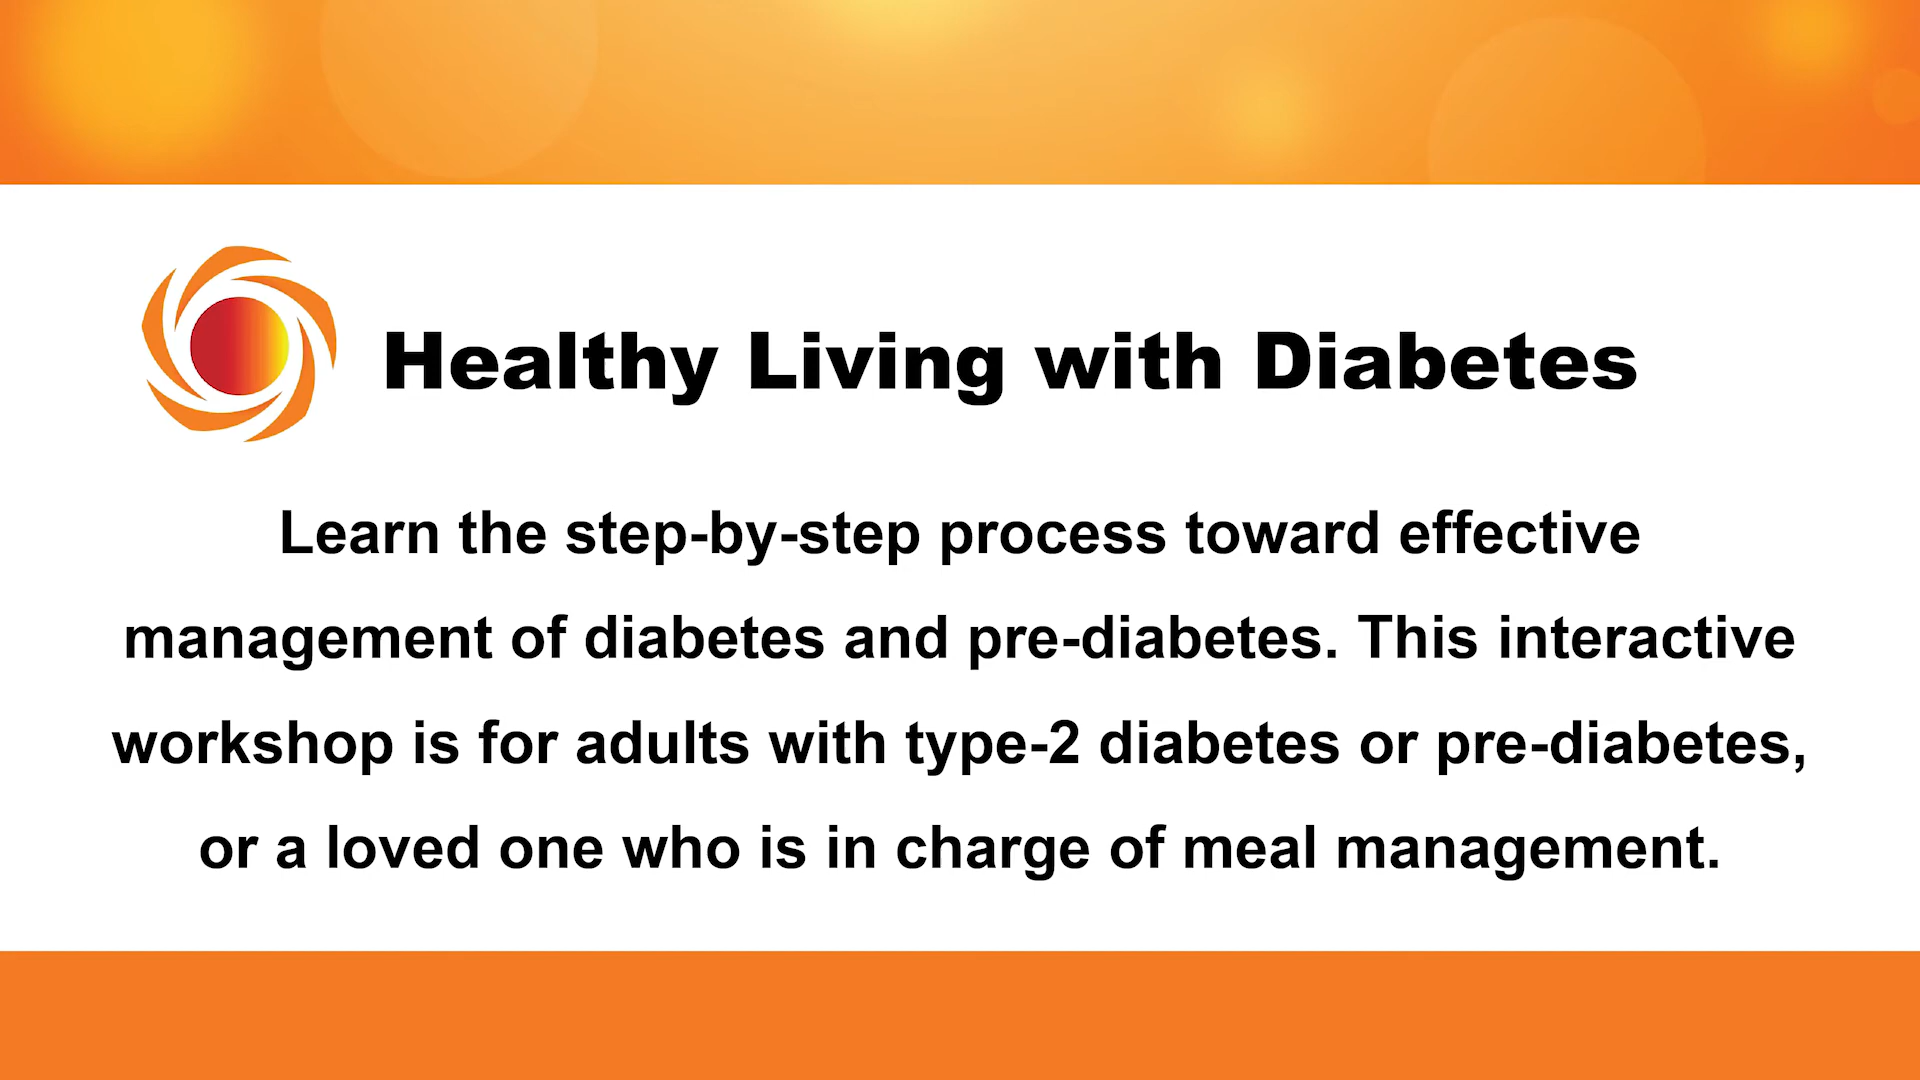 Healthy Living with Diabetes
Learn the step-by-step process toward effective
management of diabetes and pre-diabetes. This interactive
workshop is for adults with type-2 diabetes or pre-diabetes,
or a loved one who is in charge of meal management.